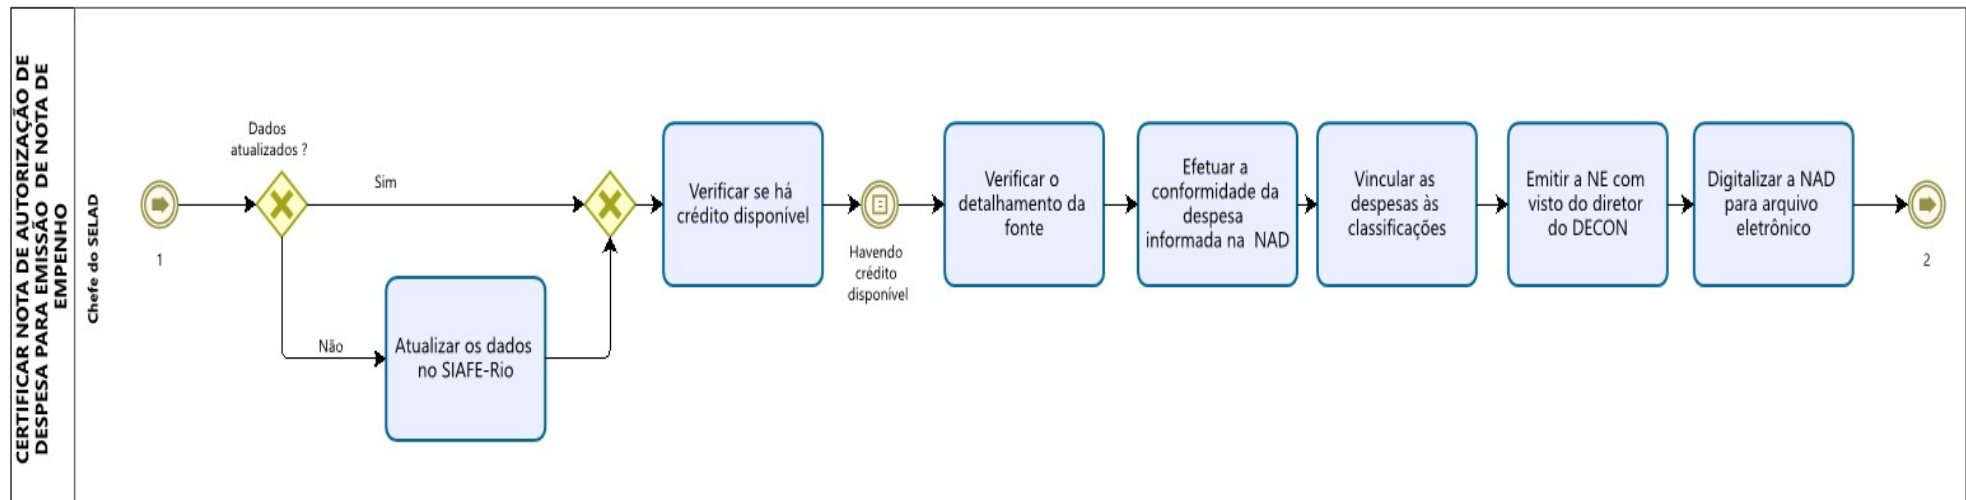 CERTIFICAR NOTA DE AUTORIZAÇÃO DE
DESPESA PARA EMISSÃO DE NOTA DE
EMPENHO
Chefe do SELAD
1
Dados
atualizados ?
Sim
Não
Atualizar os dados
no SIAFE-Rio
Verificar se há
crédito disponível
Havendo
crédito
disponível
Verificar o
detalhamento da
fonte
Efetuar a
conformidade da
despesa
informada na NAD
Vincular as
despesas às
classificações
Emitir a NE com
visto do diretor
do DECON
Digitalizar a NAD
para arquivo
eletrônico
2